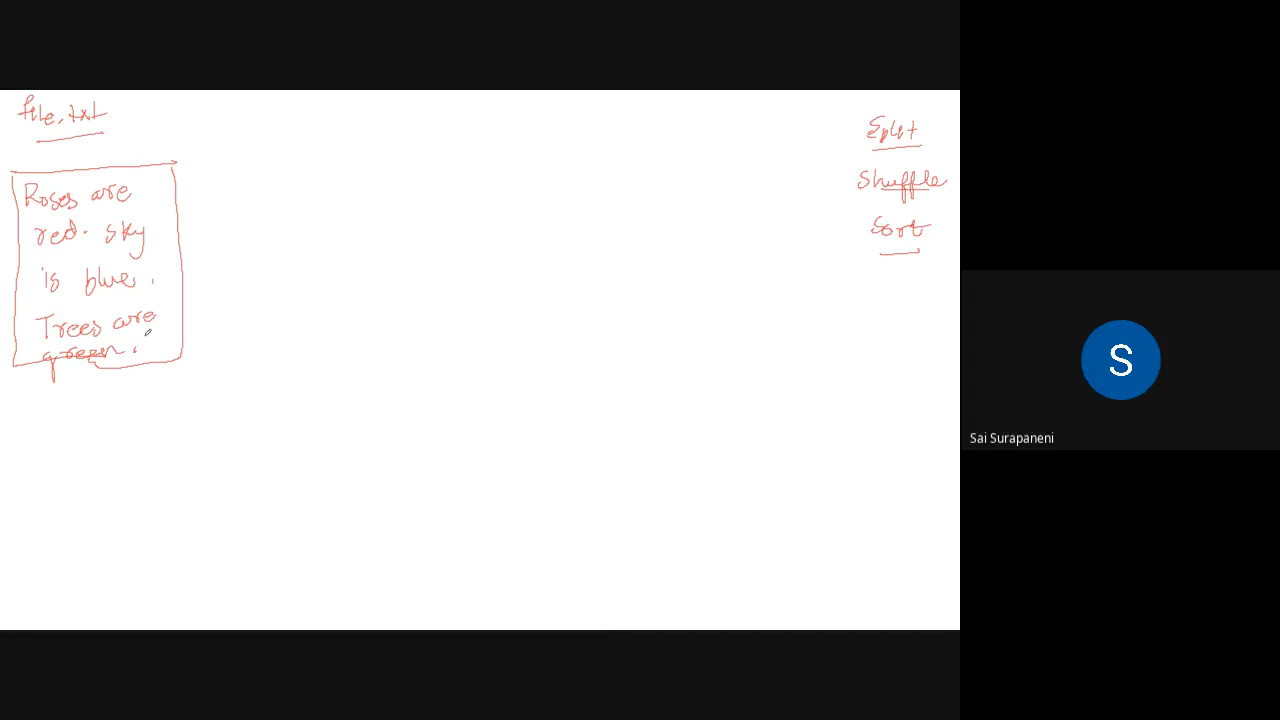 file.txt
Roses are
red. sky
is blue.
Trees are
green.
Split
Shuffle
Sort
S
Sai Surapaneni